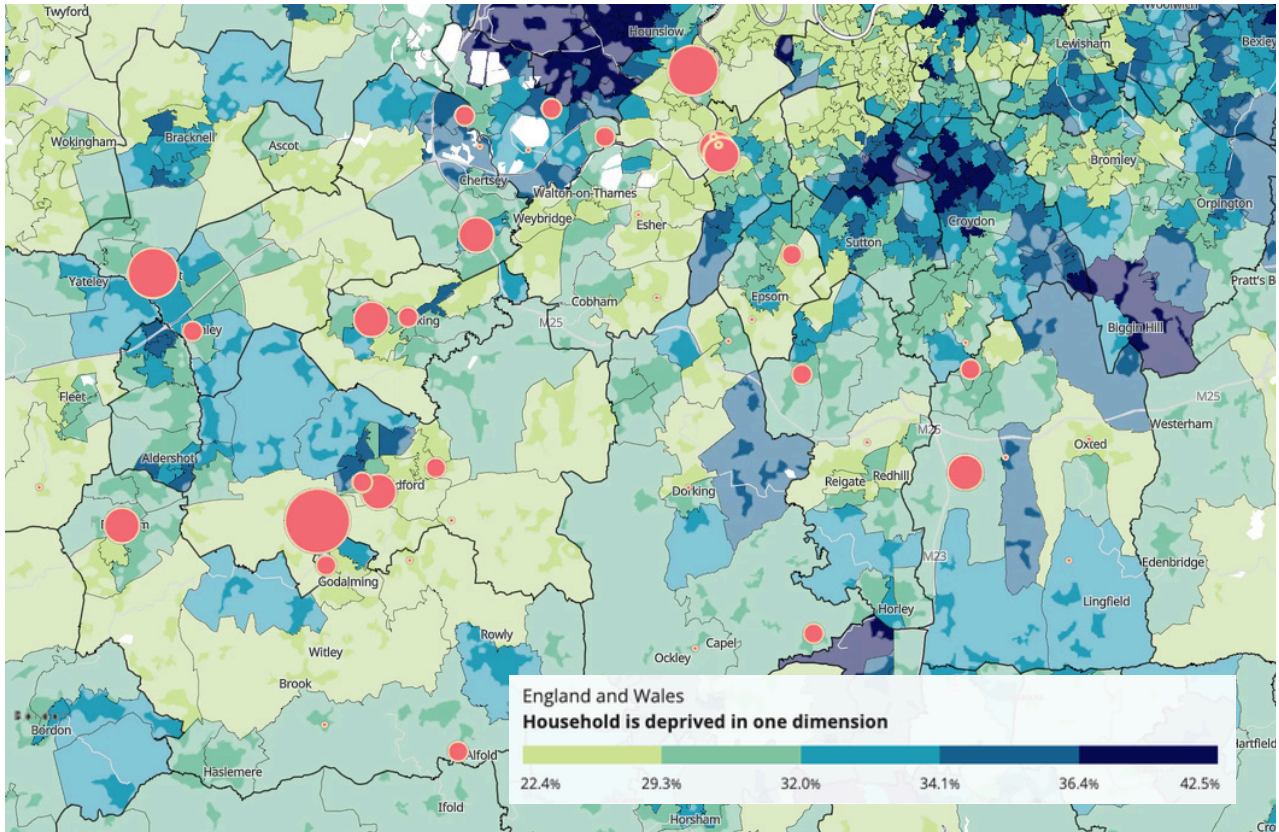 Twyford
Woolwich
Hounslow
Lewisham
Bexley
Bracknell
Wokingham
Ascot
Bromley
Chertsey
Walton-on-Thames
Orpington
Weybridge
Esher
Croydon
Sutton
Yateley
Pratt's B
Epsom
Cobham
M25
Biggin Hill
Fleet
M25
Westerham
M25
Oxted
Aldershot
Redhill
Reigate
Dorking
M23
Edenbridge
Godalming
Lingfield
Horley
Rowly
Capel
Witley
Ockley
Brook
England and Wales
Household is deprived in one dimension
22.4% 29.3% 32.0% 34.1% 36.4% 42.5%
Bordon
Hartfield
Alfold
Haslemere
Ifold
Horsham